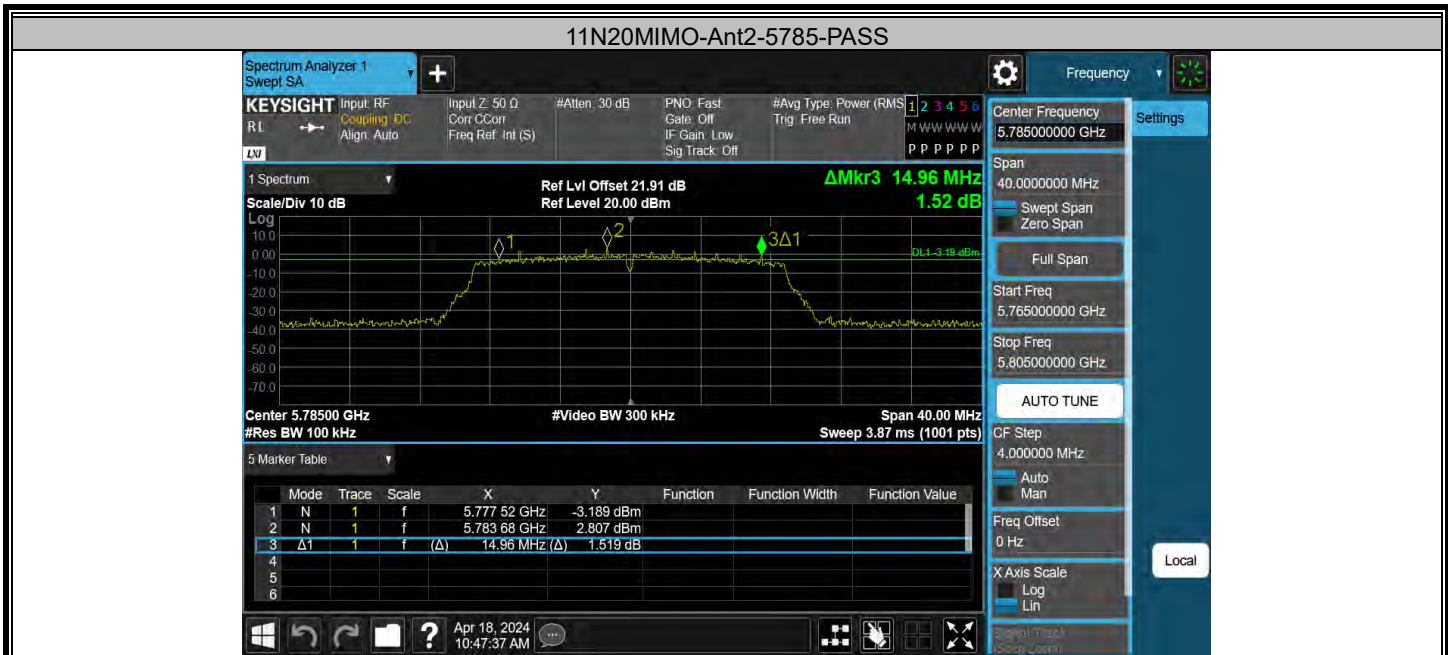 11N20MIMO-Ant2-5785-PASS
Spectrum Analyzer 1
Swept SA
Frequency
KEYSIGHT
RL
LXI
Input: RF
Coupling: DC
Align: Auto
Input Z: 50 Ω
Corr CCorr
Freq Ref: Int (S)
#Atten: 30 dB
PNO: Fast
Gate: Off
IF Gain: Low
Sig Track: Off
#Avg Type: Power (RMS
Trig: Free Run
1 2 3 4 5 6
M W W W W W
P P P P P P
1 Spectrum
Scale/Div 10 dB
Ref Lvl Offset 21.91 dB
Ref Level 20.00 dBm
ΔMkr3 14.96 MHz
1.52 dB
Log
10.0
0.00
-10.0
-20.0
-30.0
-40.0
-50.0
-60.0
-70.0
1
2
3Δ1
DL1 -3.19 dBm
Center 5.78500 GHz
#Video BW 300 kHz
Span 40.00 MHz
#Res BW 100 kHz
Sweep 3.87 ms (1001 pts)
5 Marker Table
Mode Trace Scale X Y Function Function Width Function Value
1 N 1 f 5.777 52 GHz -3.189 dBm
2 N 1 f 5.783 68 GHz 2.807 dBm
3 Δ1 1 f (Δ) 14.96 MHz (Δ) 1.519 dB
4
5
6
Apr 18, 2024
10:47:37 AM
Center Frequency
5.785000000 GHz
Settings
Span
40.0000000 MHz
Swept Span
Zero Span
Full Span
Start Freq
5.765000000 GHz
Stop Freq
5.805000000 GHz
AUTO TUNE
CF Step
4.000000 MHz
Auto
Man
Freq Offset
0 Hz
X Axis Scale
Log
Lin
Local
Signal Track
(Span Zoom)